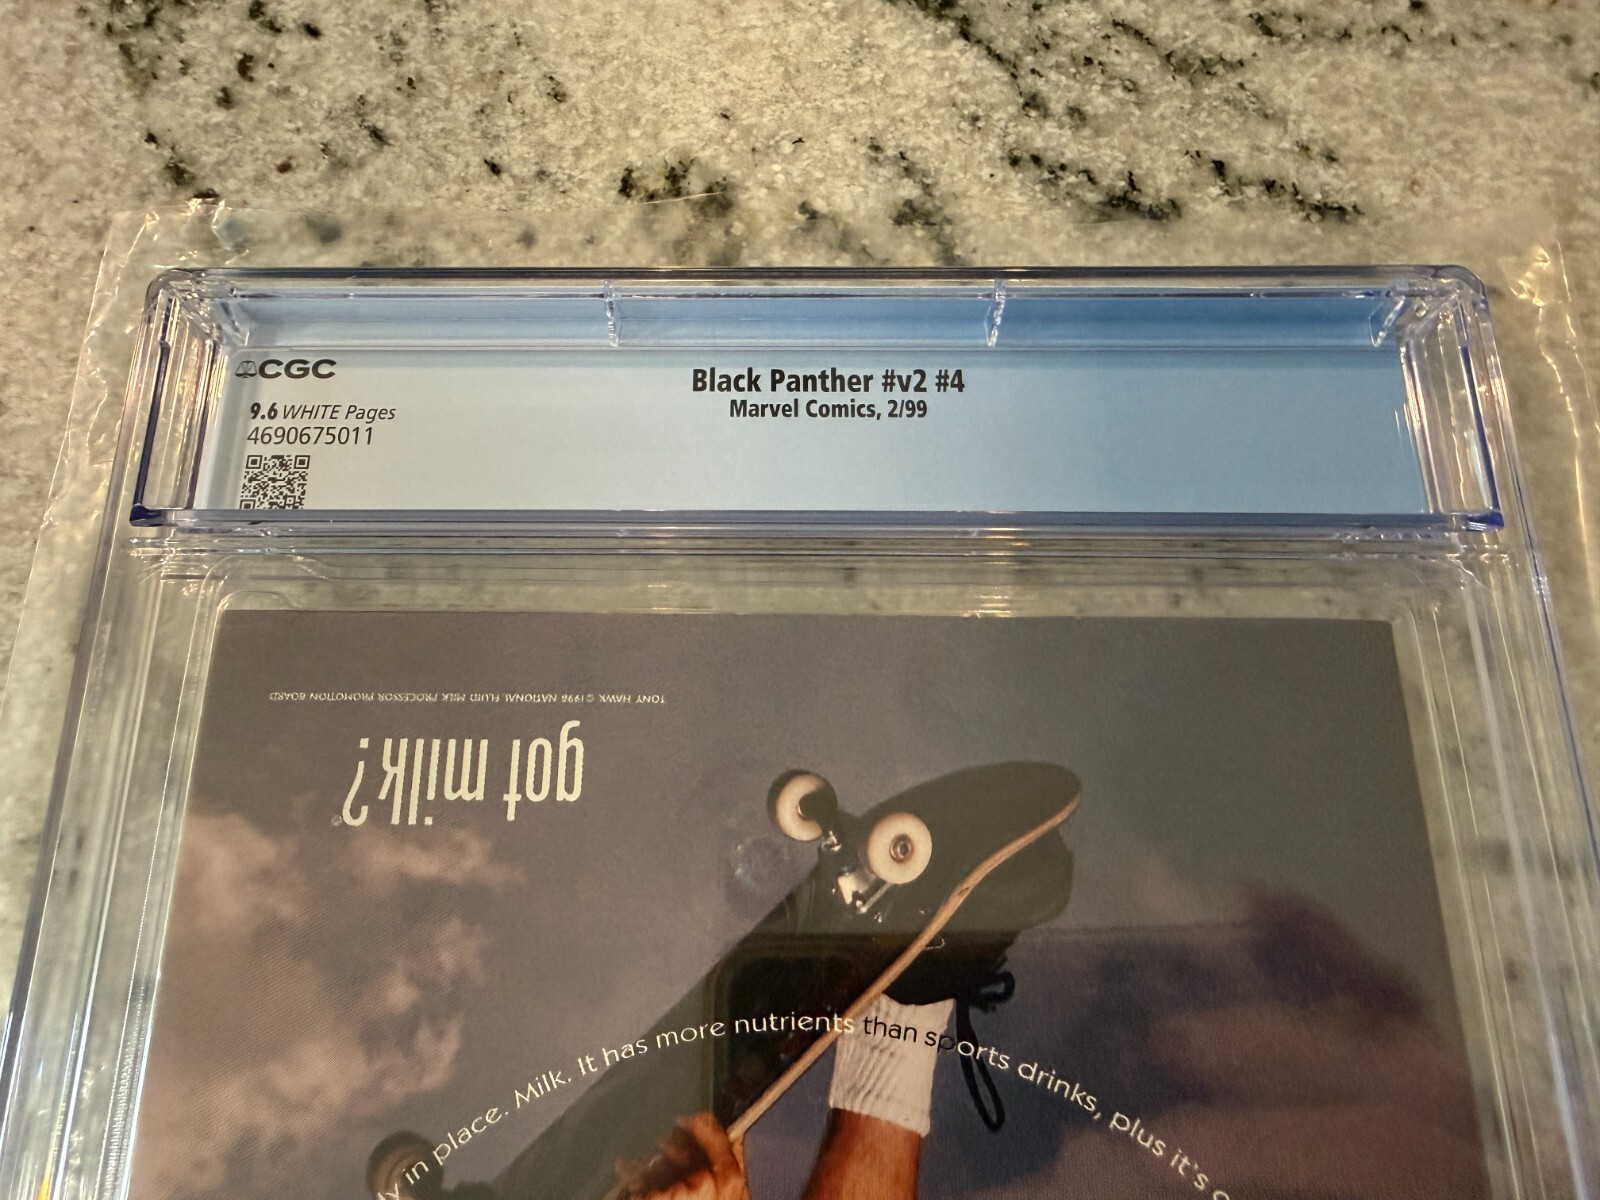 CGC
9.6 WHITE Pages
4690675011
Black Panther #v2 #4
Marvel Comics, 2/99
TONY HAWK ©1998 NATIONAL FLUID MILK PROCESSOR PROMOTION BOARD
got milk?
in place. Milk. It has more nutrients than sports drinks, plus it's